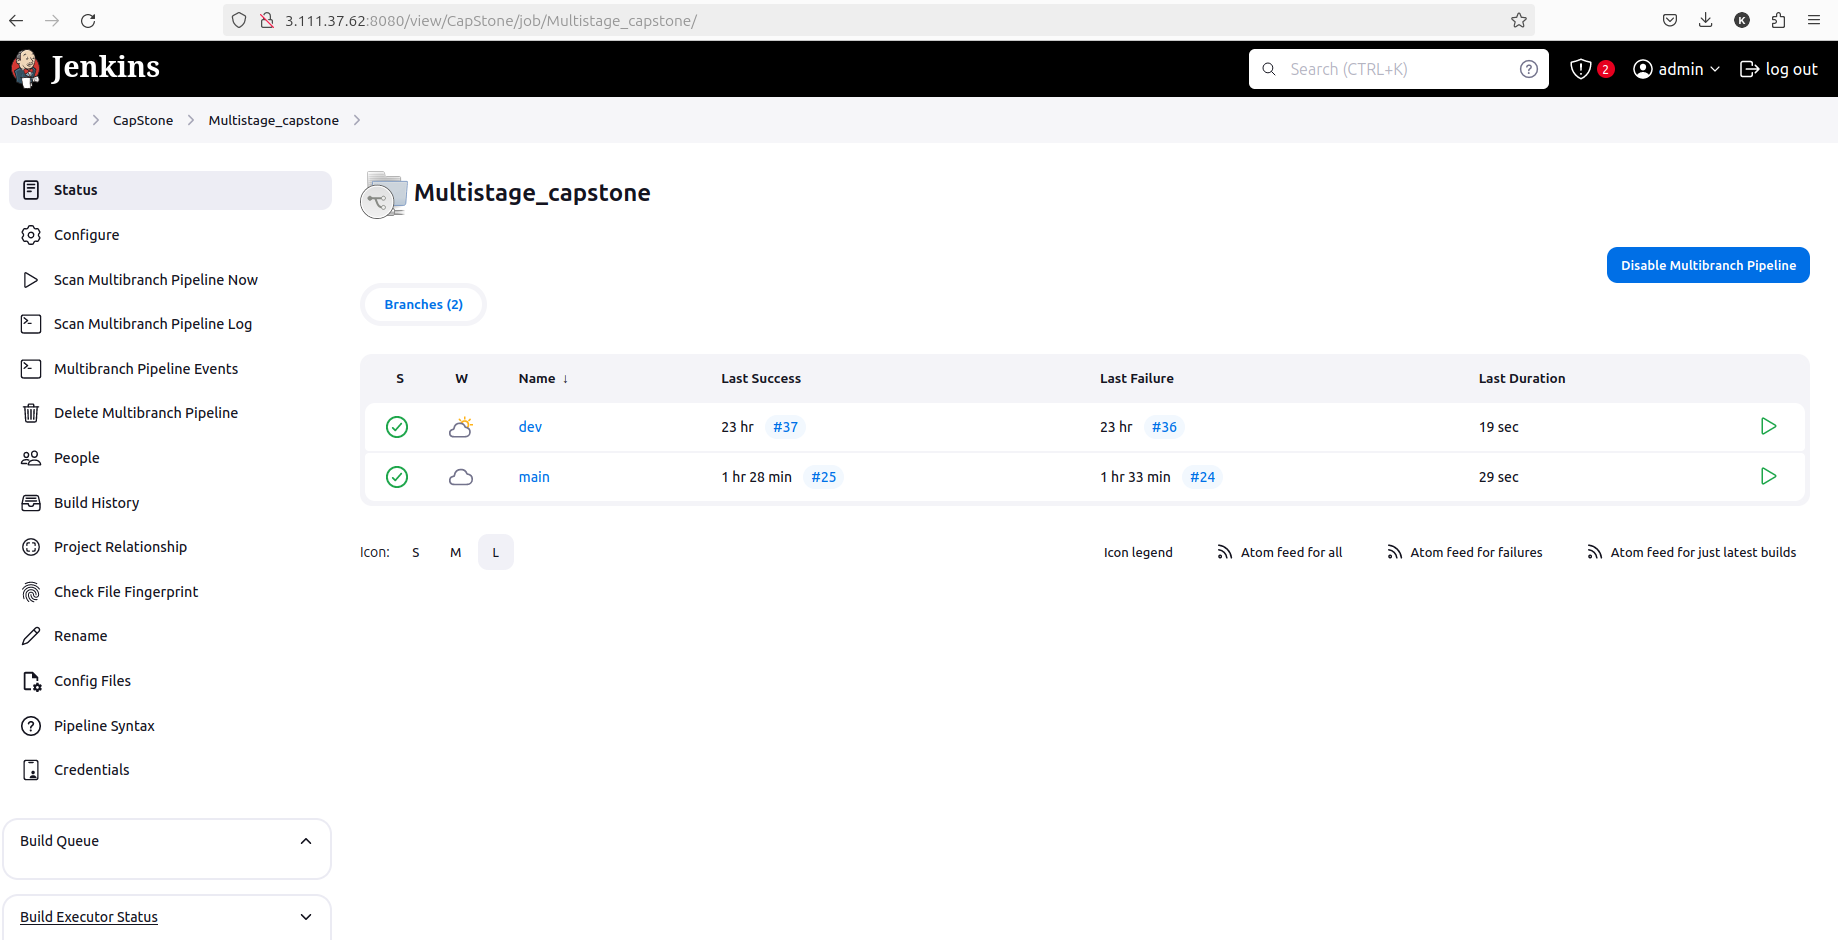 3.111.37.62:8080/view/CapStone/job/Multistage_capstone/
K
Jenkins
Search (CTRL+K)
2
admin
log out
Dashboard
CapStone
Multistage_capstone
Status
Configure
Scan Multibranch Pipeline Now
Scan Multibranch Pipeline Log
Multibranch Pipeline Events
Delete Multibranch Pipeline
People
Build History
Project Relationship
Check File Fingerprint
Rename
Config Files
Pipeline Syntax
Credentials
Build Queue
Build Executor Status
Multistage_capstone
Disable Multibranch Pipeline
Branches (2)
S W Name ↓ Last Success Last Failure Last Duration
dev 23 hr #37 23 hr #36 19 sec
main 1 hr 28 min #25 1 hr 33 min #24 29 sec
Icon: S M L
Icon legend Atom feed for all Atom feed for failures Atom feed for just latest builds